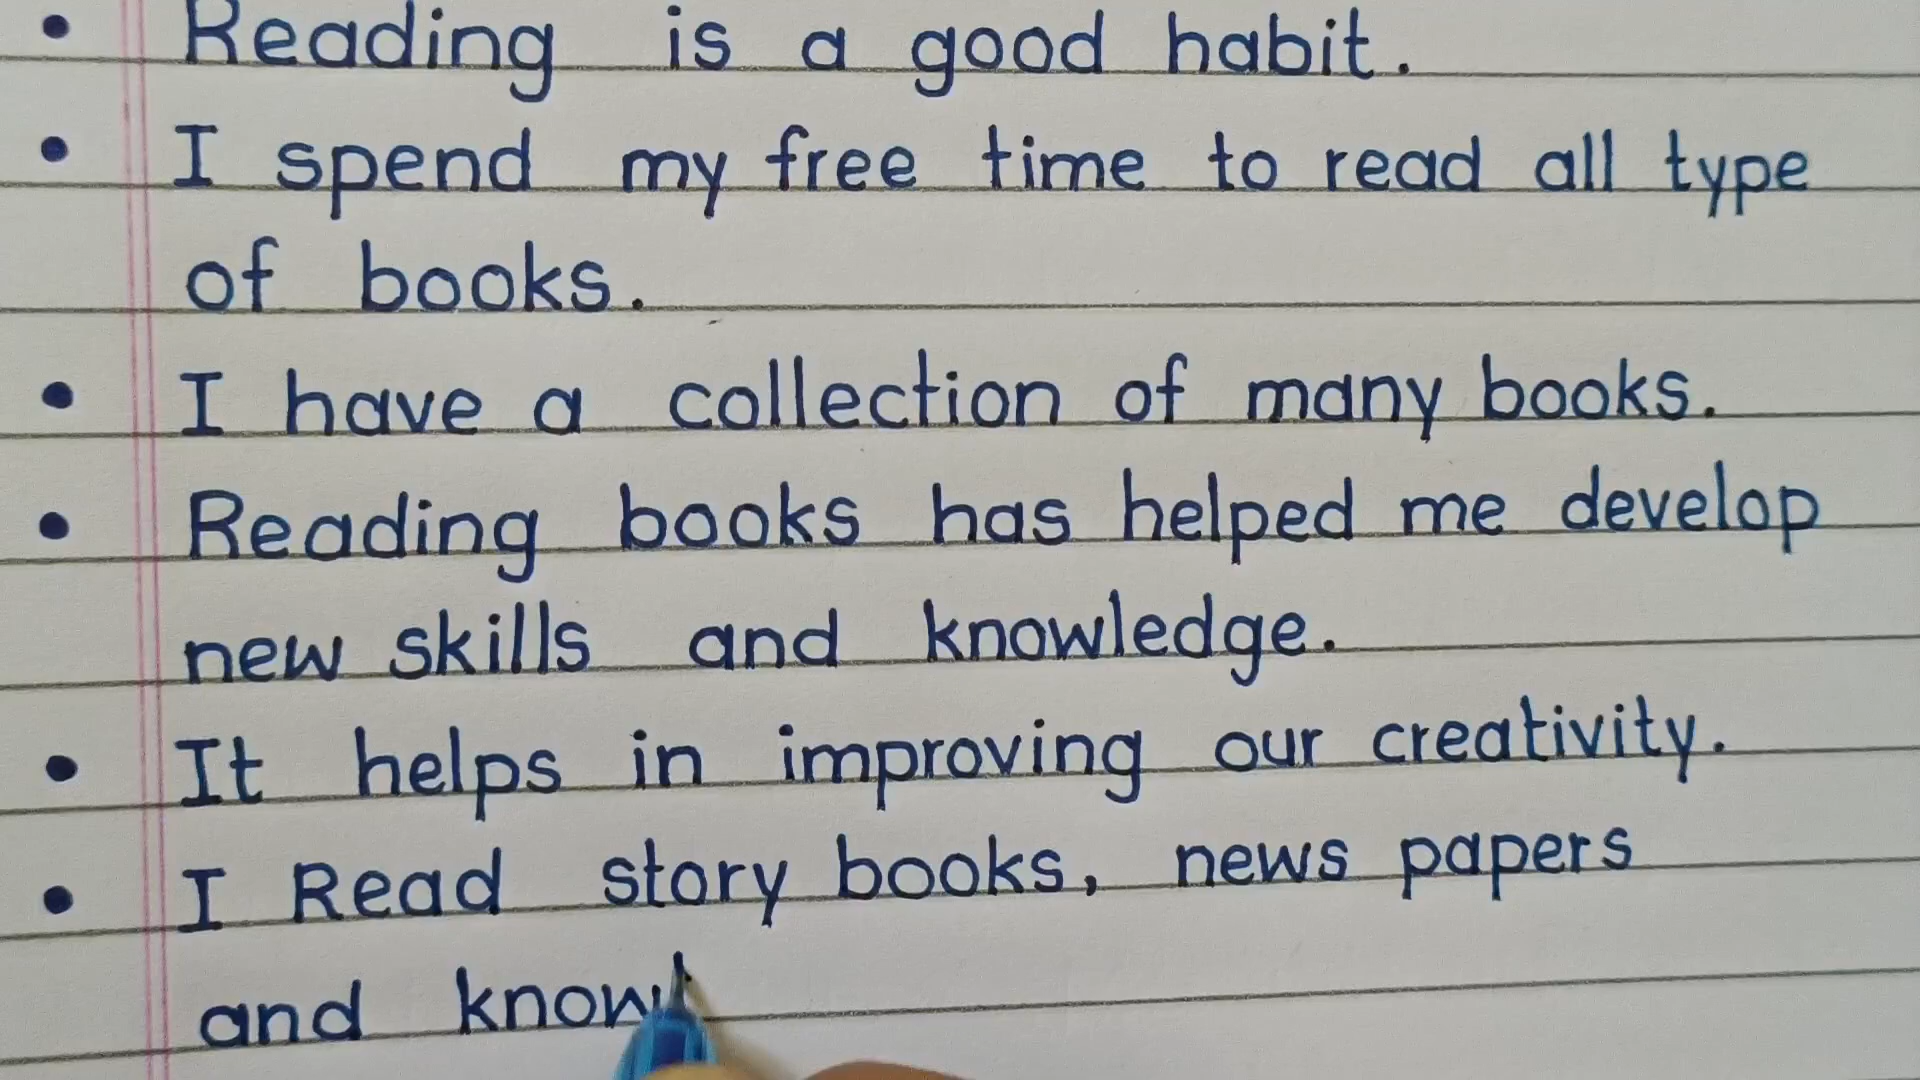 • Reading is a good habit.
• I spend my free time to read all type
of books.
• I have a collection of many books.
• Reading books has helped me develop
new skills and knowledge.
• It helps in improving our creativity.
• I Read story books, news papers
and know